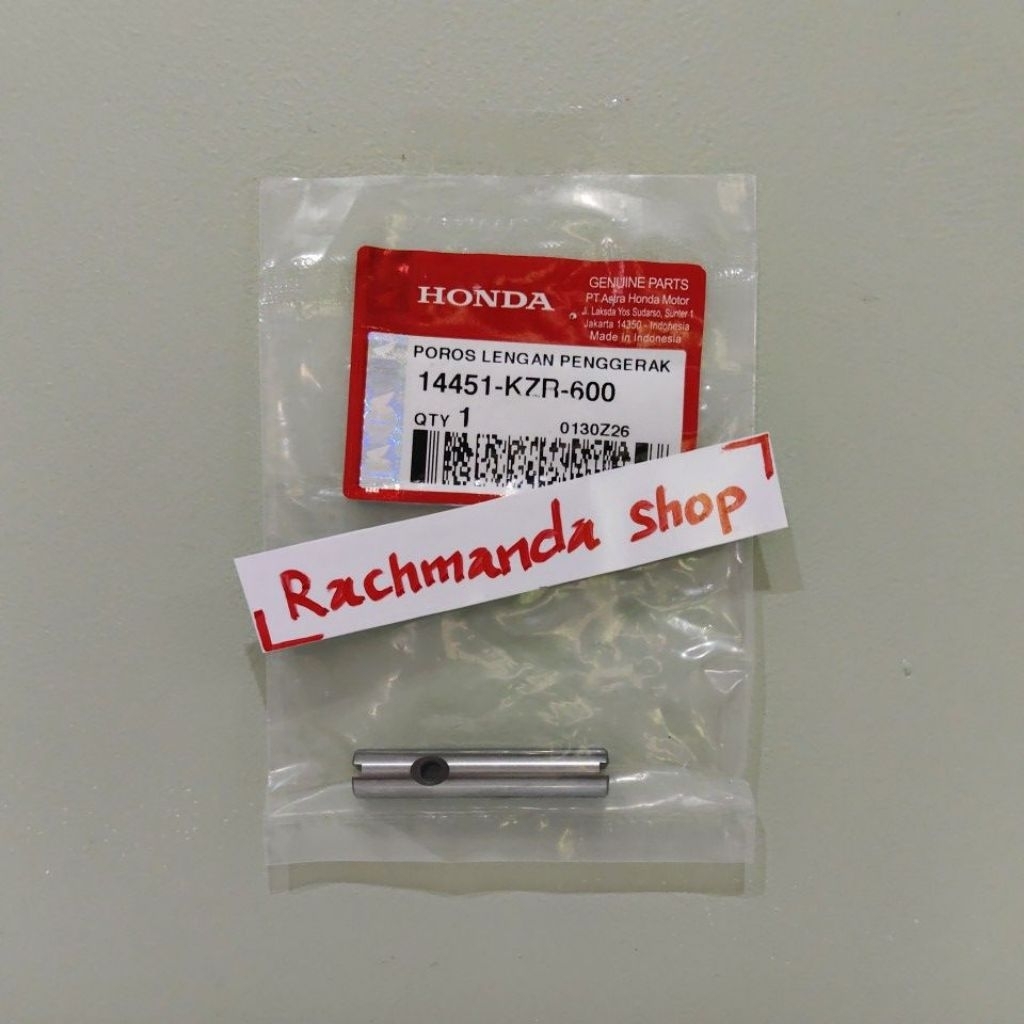 HONDA
GENUINE PARTS
PT Astra Honda Motor
Jl. Laksda Yos Sudarso, Sunter 1
Jakarta 14350 - Indonesia
Made in Indonesia
POROS LENGAN PENGGERAK
14451-KZR-600
QTY 1
0130Z26
Rachmanda Shop